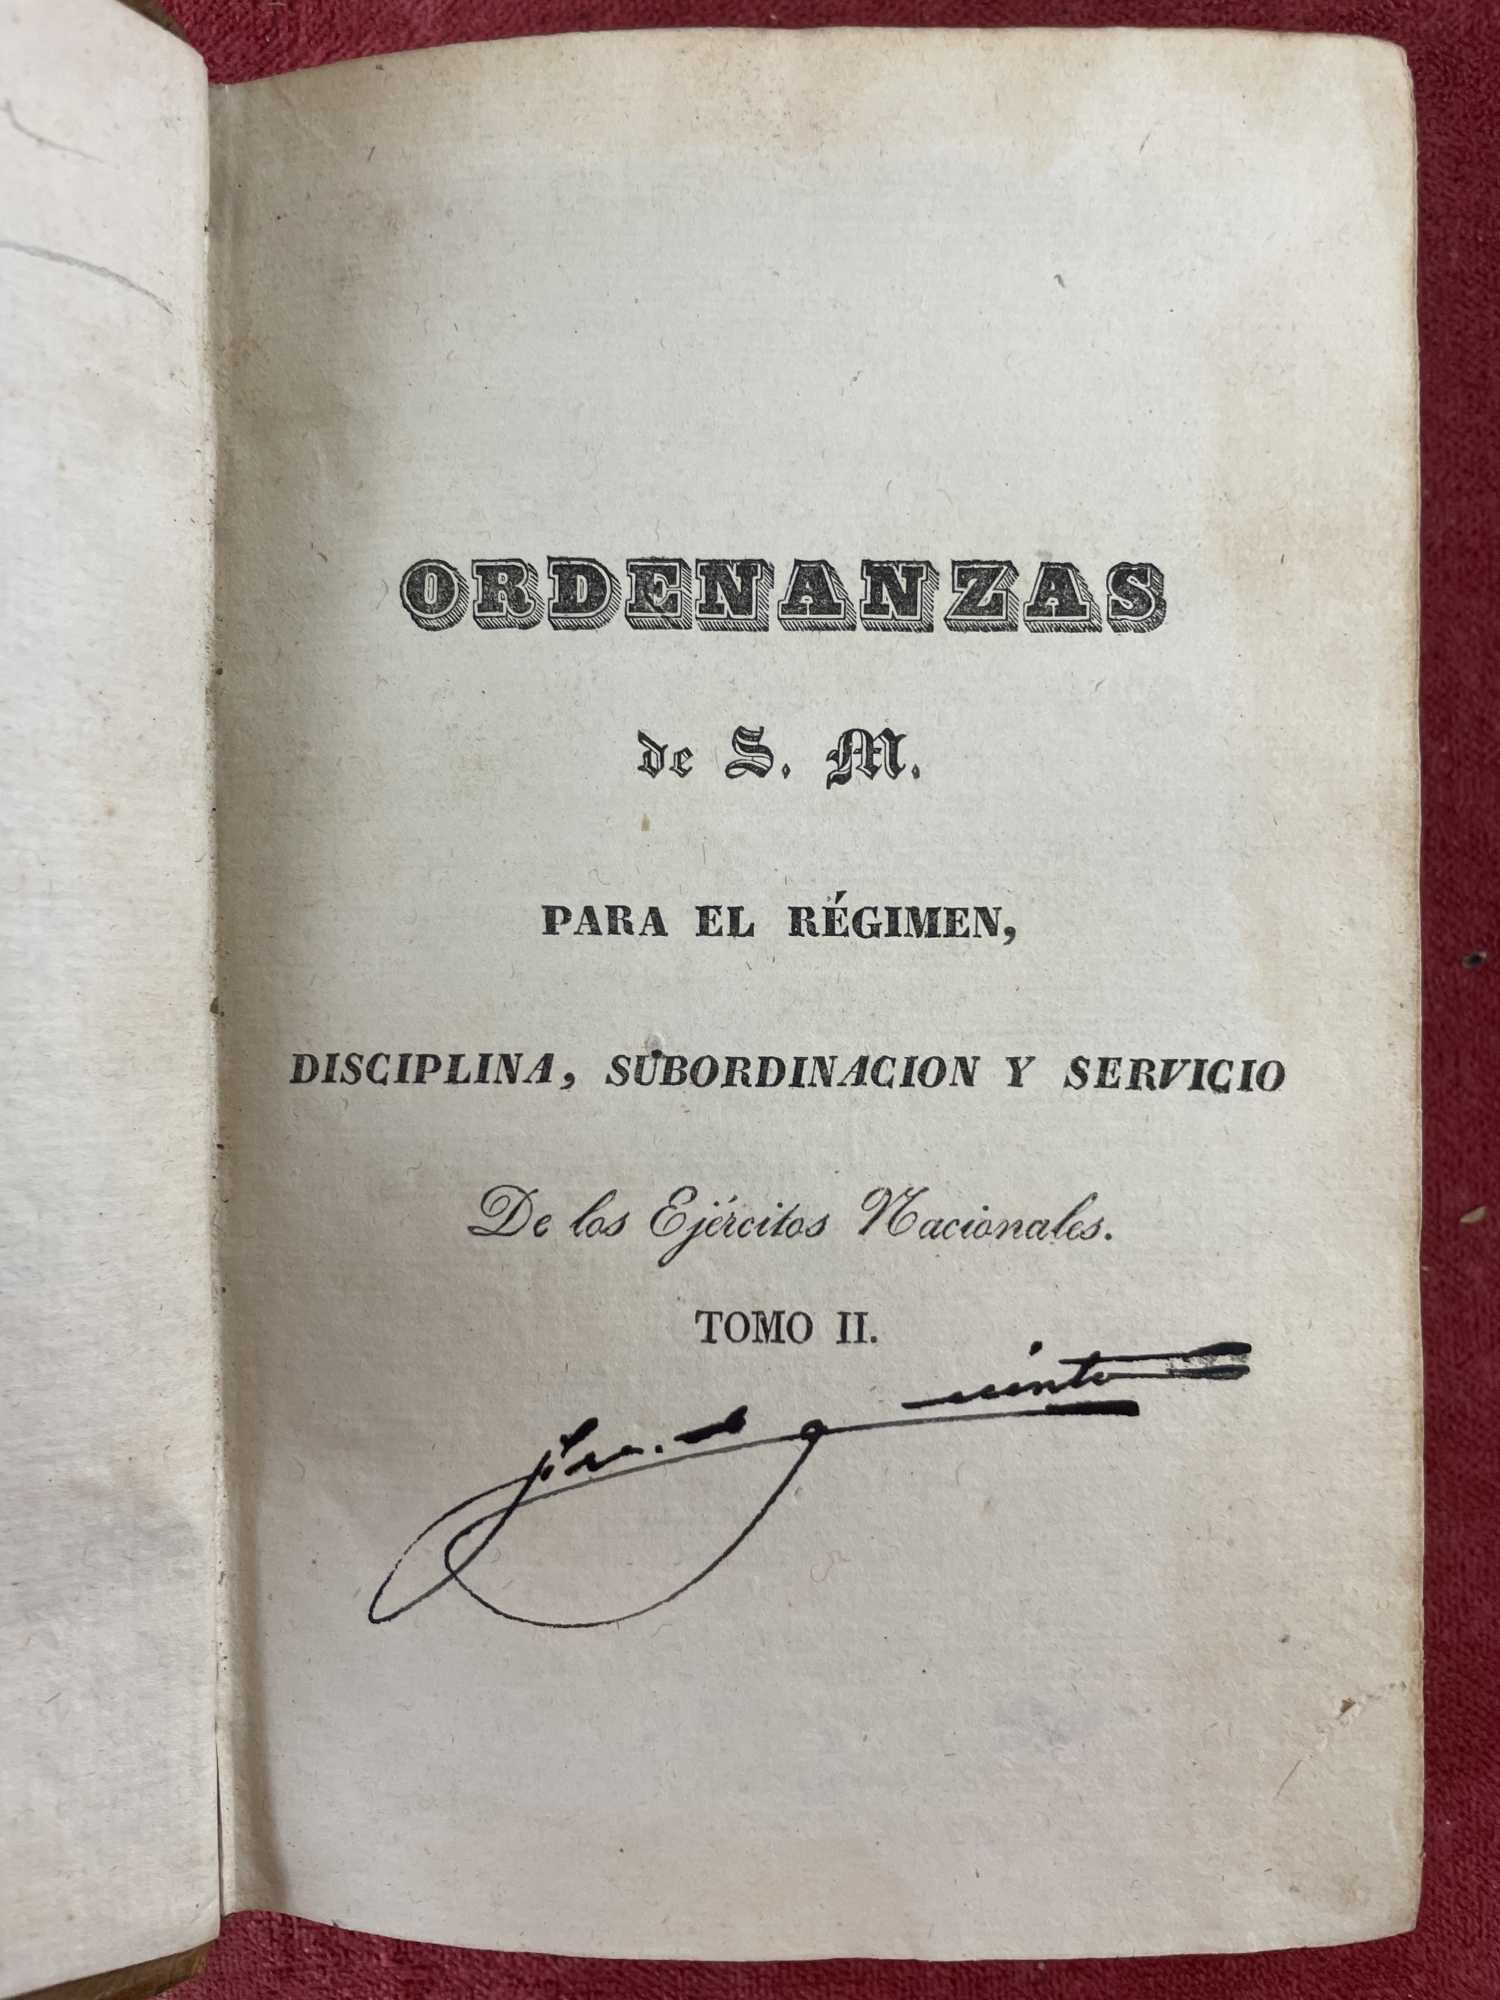 ORDENANZAS
de S. M.
PARA EL RÉGIMEN,
DISCIPLINA, SUBORDINACION Y SERVICIO
De los Ejércitos Nacionales.
TOMO II.